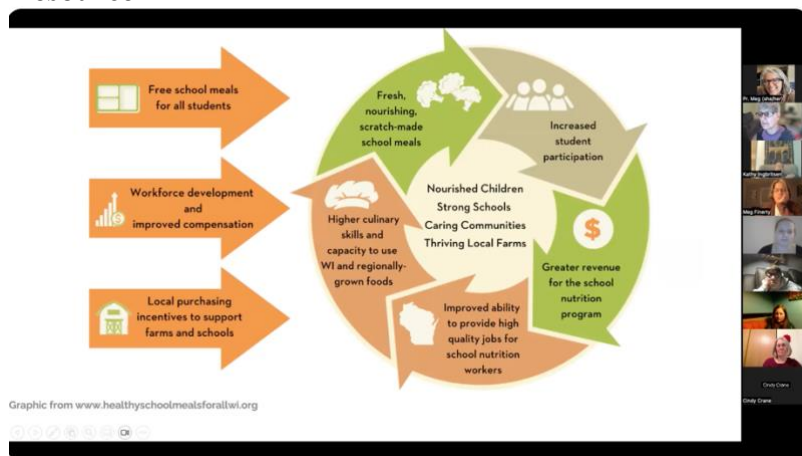 Free school meals
for all students
Workforce development
and
improved compensation
Local purchasing
incentives to support
farms and schools
Fresh,
nourishing,
scratch-made
school meals
Increased
student
participation
$
Greater revenue
for the school
nutrition
program
Improved ability
to provide high
quality jobs for
school nutrition
workers
Higher culinary
skills and
capacity to use
WI and regionally-
grown foods
Nourished Children
Strong Schools
Caring Communities
Thriving Local Farms
Graphic from www.healthyschoolmealsforallwi.org
Pr. Meg
Kathy Ingbritsen
Meg Finerty
Cindy Crane
Cindy Crane